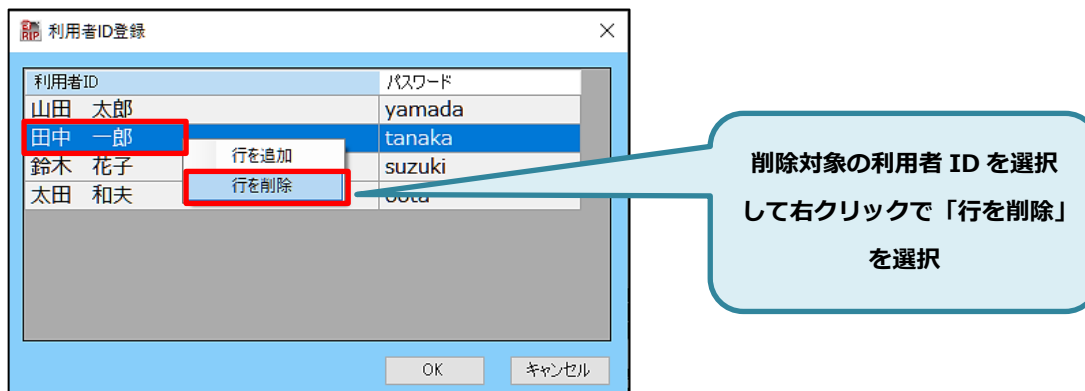 利用者ID登録
利用者ID パスワード
山田 太郎 yamada
田中 一郎 tanaka
行を追加
鈴木 花子 suzuki
行を削除
太田 和夫 oota
削除対象の利用者 ID を選択
して右クリックで「行を削除」
を選択
OK キャンセル